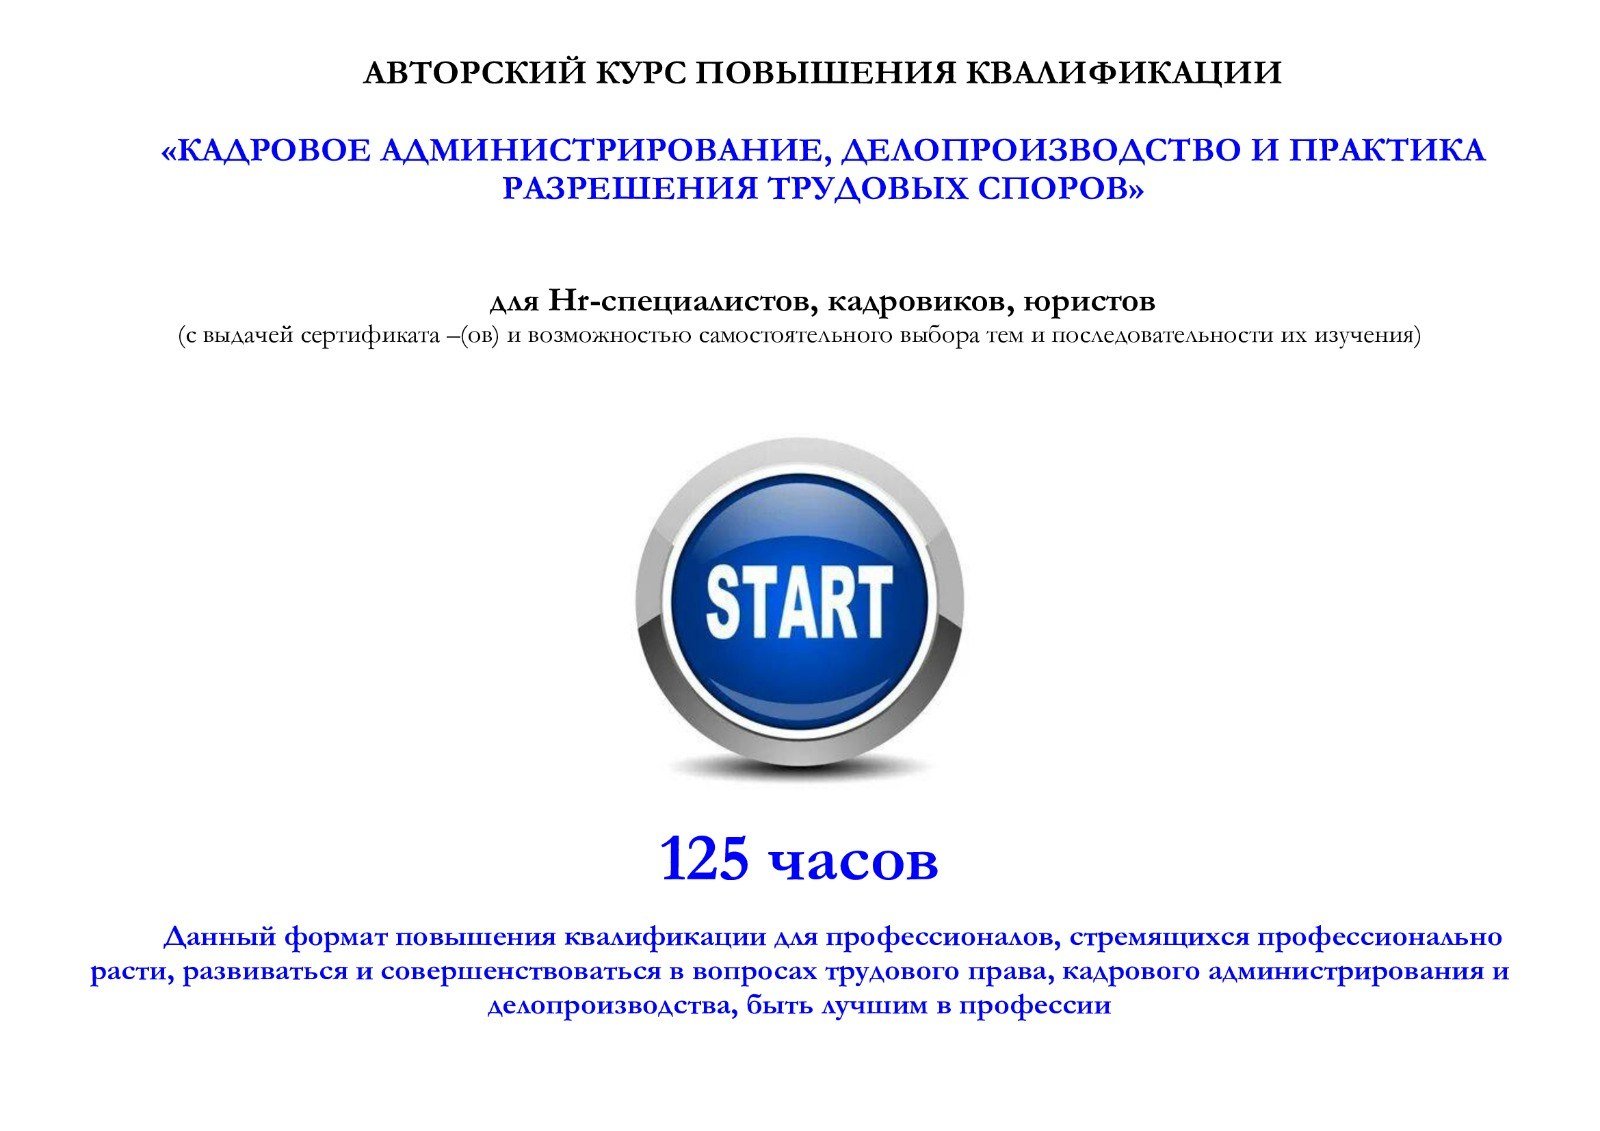 АВТОРСКИЙ КУРС ПОВЫШЕНИЯ КВАЛИФИКАЦИИ
«КАДРОВОЕ АДМИНИСТРИРОВАНИЕ, ДЕЛОПРОИЗВОДСТВО И ПРАКТИКА
РАЗРЕШЕНИЯ ТРУДОВЫХ СПОРОВ»
для Hr-специалистов, кадровиков, юристов
(с выдачей сертификата –(ов) и возможностью самостоятельного выбора тем и последовательности их изучения)
START
125 часов
Данный формат повышения квалификации для профессионалов, стремящихся профессионально
расти, развиваться и совершенствоваться в вопросах трудового права, кадрового администрирования и
делопроизводства, быть лучшим в профессии